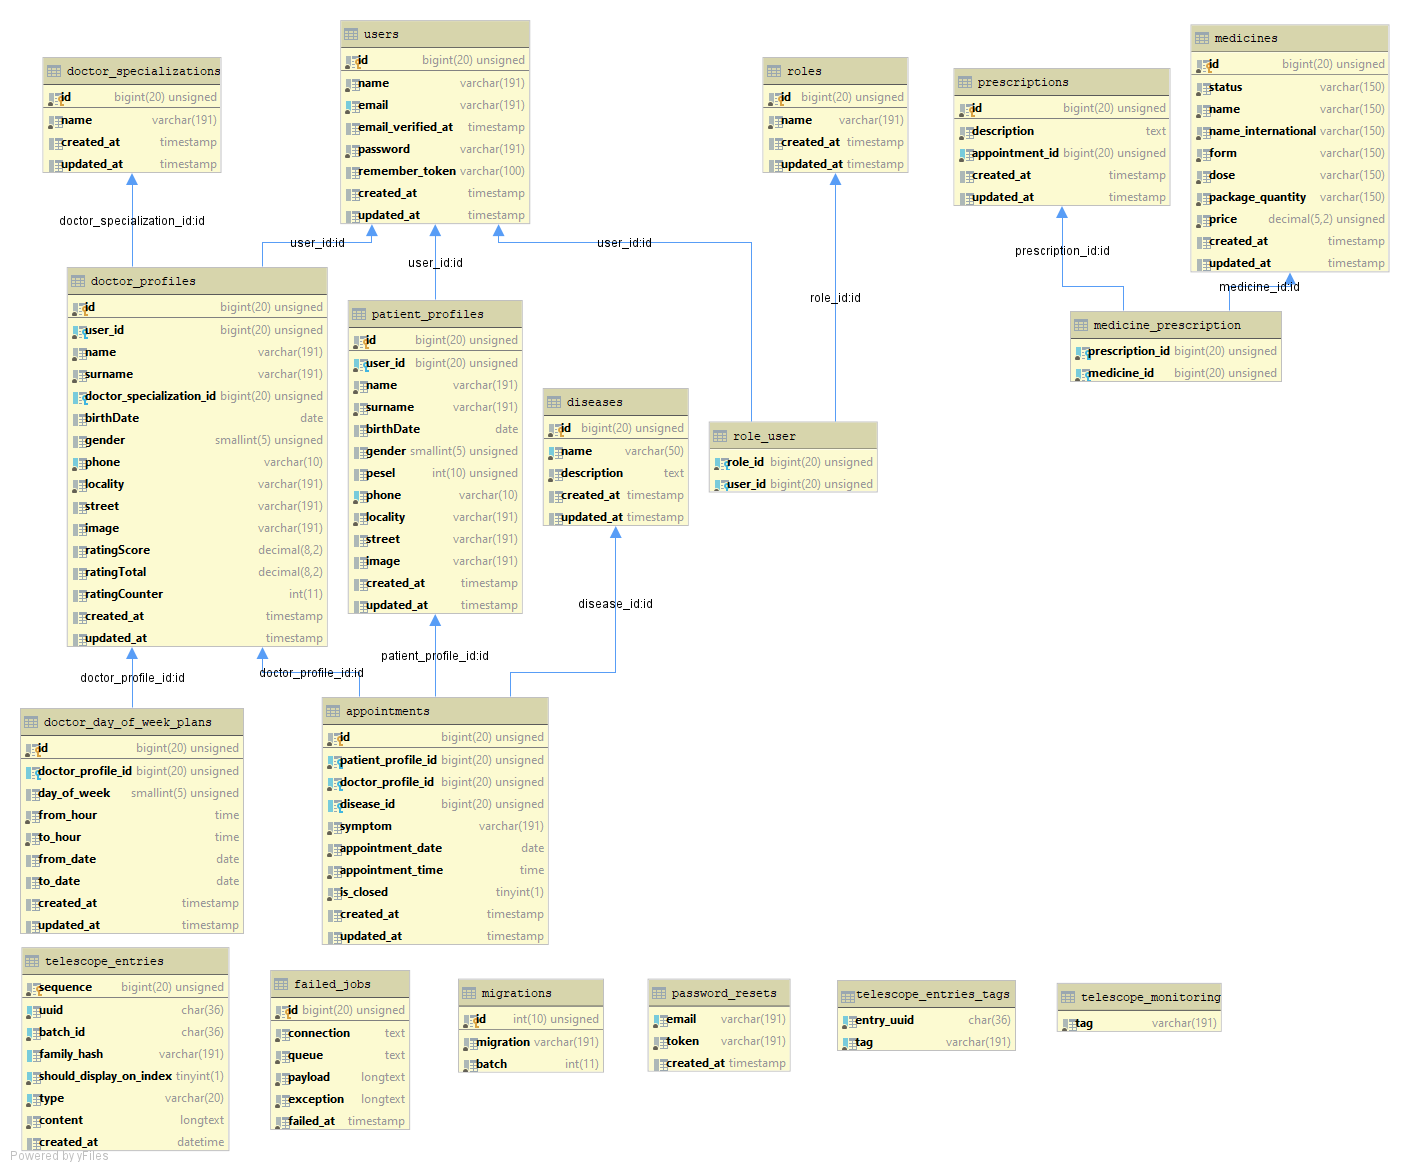 users
id bigint(20) unsigned
name varchar(191)
email varchar(191)
email_verified_at timestamp
password varchar(191)
remember_token varchar(100)
created_at timestamp
updated_at timestamp
doctor_specializations
id bigint(20) unsigned
name varchar(191)
created_at timestamp
updated_at timestamp
roles
id bigint(20) unsigned
name varchar(191)
created_at timestamp
updated_at timestamp
prescriptions
id bigint(20) unsigned
description text
appointment_id bigint(20) unsigned
created_at timestamp
updated_at timestamp
medicines
id bigint(20) unsigned
status varchar(150)
name varchar(150)
name_international varchar(150)
form varchar(150)
dose varchar(150)
package_quantity varchar(150)
price decimal(5,2) unsigned
created_at timestamp
updated_at timestamp
doctor_specialization_id:id
user_id:id
user_id:id
user_id:id
role_id:id
prescription_id:id
medicine_id:id
doctor_profiles
id bigint(20) unsigned
user_id bigint(20) unsigned
name varchar(191)
surname varchar(191)
doctor_specialization_id bigint(20) unsigned
birthDate date
gender smallint(5) unsigned
phone varchar(10)
locality varchar(191)
street varchar(191)
image varchar(191)
ratingScore decimal(8,2)
ratingTotal decimal(8,2)
ratingCounter int(11)
created_at timestamp
updated_at timestamp
patient_profiles
id bigint(20) unsigned
user_id bigint(20) unsigned
name varchar(191)
surname varchar(191)
birthDate date
gender smallint(5) unsigned
pesel int(10) unsigned
phone varchar(10)
locality varchar(191)
street varchar(191)
image varchar(191)
created_at timestamp
updated_at timestamp
diseases
id bigint(20) unsigned
name varchar(50)
description text
created_at timestamp
updated_at timestamp
role_user
role_id bigint(20) unsigned
user_id bigint(20) unsigned
medicine_prescription
prescription_id bigint(20) unsigned
medicine_id bigint(20) unsigned
doctor_profile_id:id
doctor_profile_id:id
patient_profile_id:id
disease_id:id
doctor_day_of_week_plans
id bigint(20) unsigned
doctor_profile_id bigint(20) unsigned
day_of_week smallint(5) unsigned
from_hour time
to_hour time
from_date date
to_date date
created_at timestamp
updated_at timestamp
appointments
id bigint(20) unsigned
patient_profile_id bigint(20) unsigned
doctor_profile_id bigint(20) unsigned
disease_id bigint(20) unsigned
symptom varchar(191)
appointment_date date
appointment_time time
is_closed tinyint(1)
created_at timestamp
updated_at timestamp
telescope_entries
sequence bigint(20) unsigned
uuid char(36)
batch_id char(36)
family_hash varchar(191)
should_display_on_index tinyint(1)
type varchar(20)
content longtext
created_at datetime
failed_jobs
id bigint(20) unsigned
connection text
queue text
payload longtext
exception longtext
failed_at timestamp
migrations
id int(10) unsigned
migration varchar(191)
batch int(11)
password_resets
email varchar(191)
token varchar(191)
created_at timestamp
telescope_entries_tags
entry_uuid char(36)
tag varchar(191)
telescope_monitoring
tag varchar(191)
Powered by yFiles